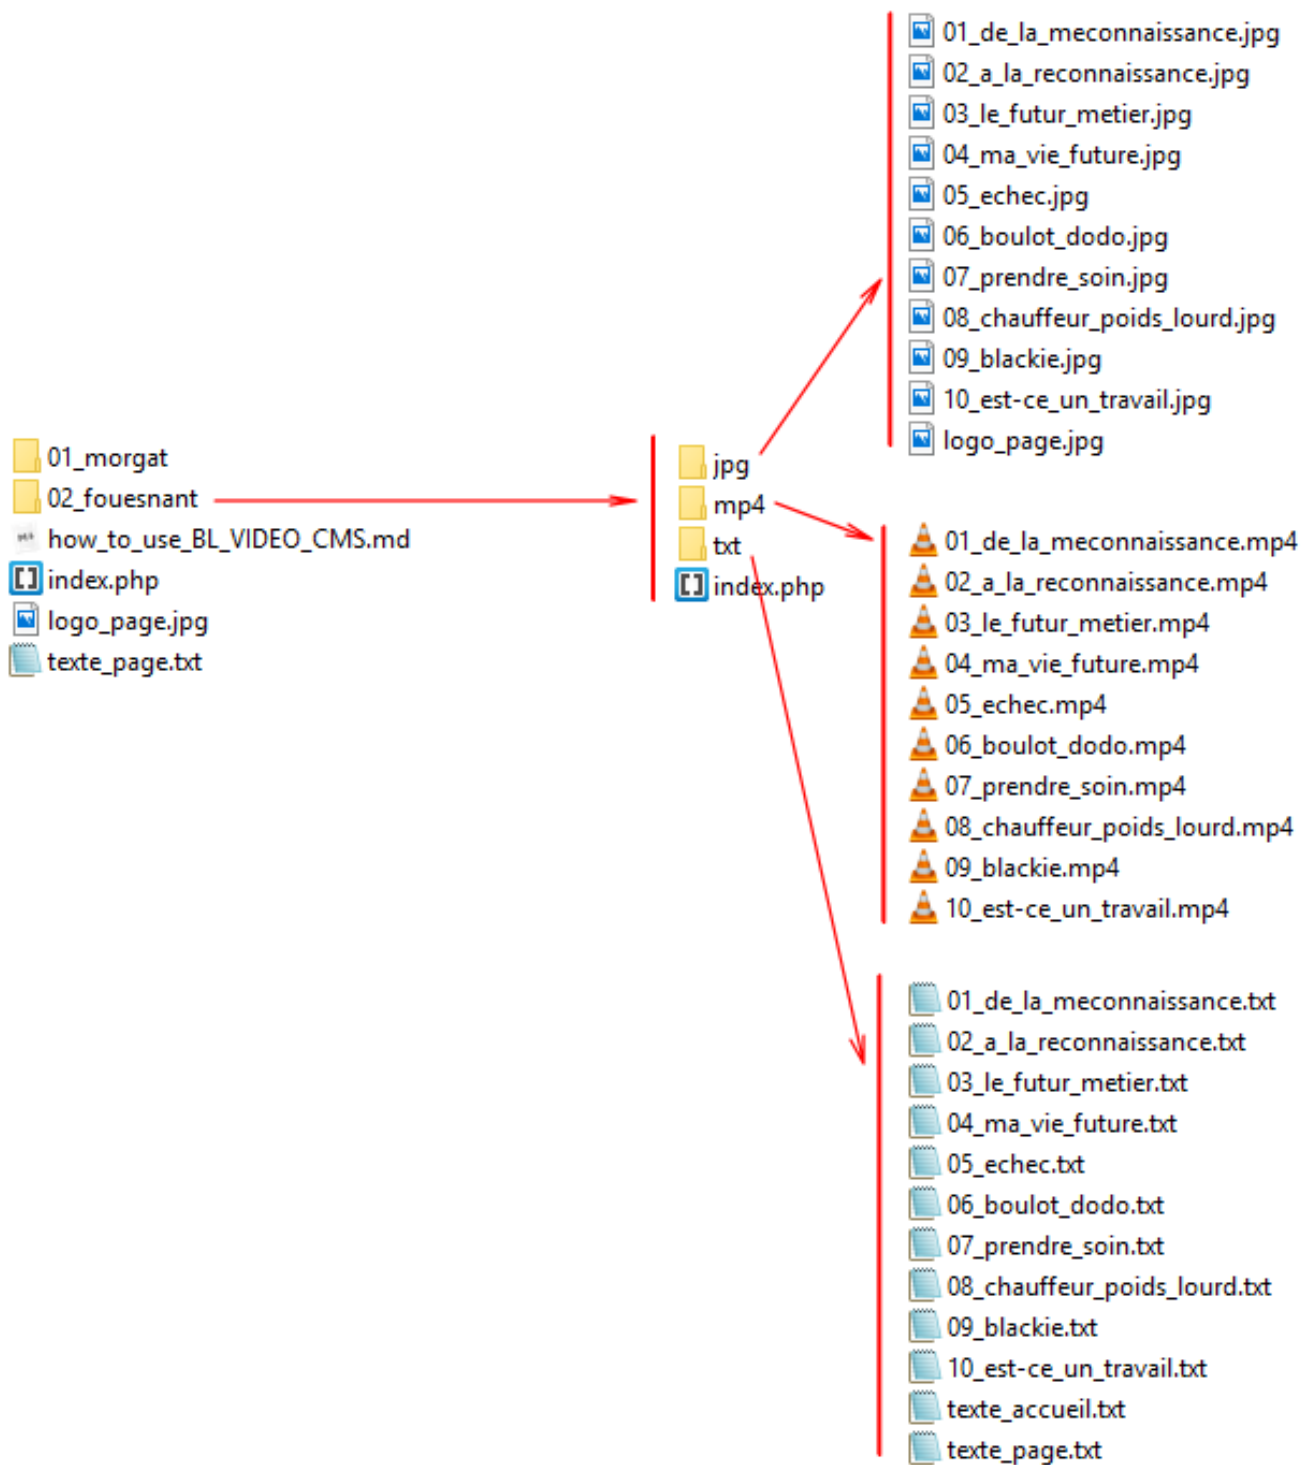 01_morgat
02_fouesnant
how_to_use_BL_VIDEO_CMS.md
index.php
logo_page.jpg
texte_page.txt
jpg
mp4
txt
index.php
01_de_la_meconnaissance.jpg
02_a_la_reconnaissance.jpg
03_le_futur_metier.jpg
04_ma_vie_future.jpg
05_echec.jpg
06_boulot_dodo.jpg
07_prendre_soin.jpg
08_chauffeur_poids_lourd.jpg
09_blackie.jpg
10_est-ce_un_travail.jpg
logo_page.jpg
01_de_la_meconnaissance.mp4
02_a_la_reconnaissance.mp4
03_le_futur_metier.mp4
04_ma_vie_future.mp4
05_echec.mp4
06_boulot_dodo.mp4
07_prendre_soin.mp4
08_chauffeur_poids_lourd.mp4
09_blackie.mp4
10_est-ce_un_travail.mp4
01_de_la_meconnaissance.txt
02_a_la_reconnaissance.txt
03_le_futur_metier.txt
04_ma_vie_future.txt
05_echec.txt
06_boulot_dodo.txt
07_prendre_soin.txt
08_chauffeur_poids_lourd.txt
09_blackie.txt
10_est-ce_un_travail.txt
texte_accueil.txt
texte_page.txt